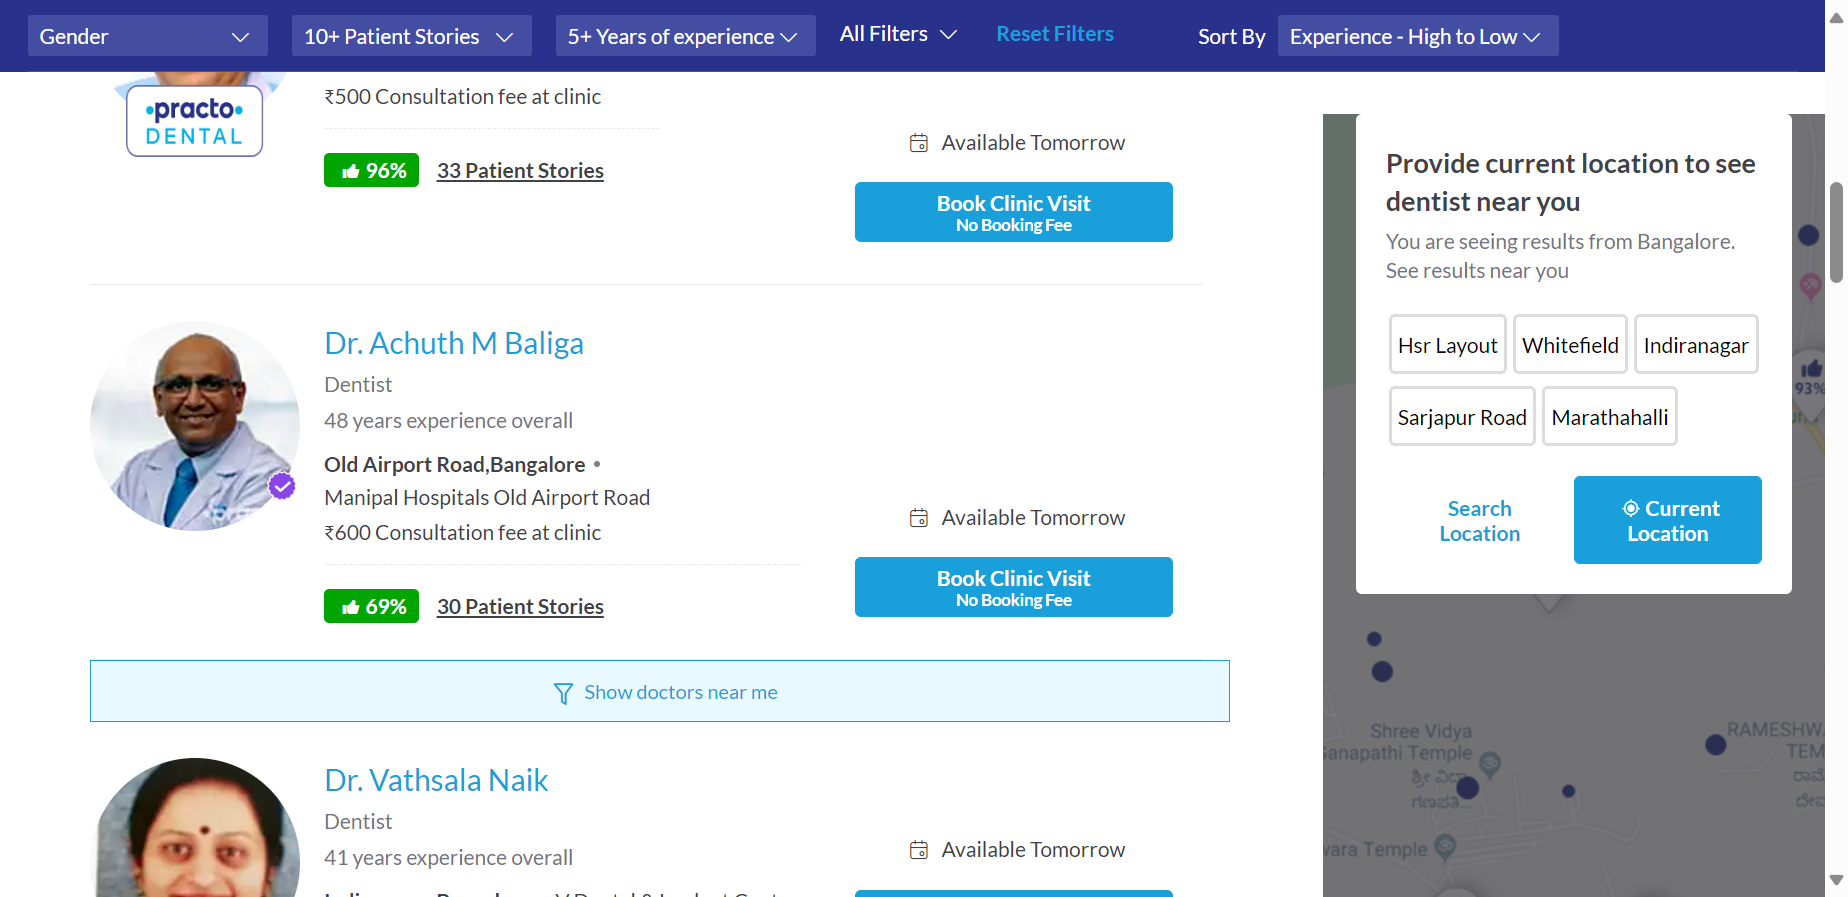 Gender
10+ Patient Stories
5+ Years of experience
All Filters
Reset Filters
Sort By
Experience - High to Low
•practo•
DENTAL
₹500 Consultation fee at clinic
96%
33 Patient Stories
Available Tomorrow
Book Clinic Visit
No Booking Fee
Dr. Achuth M Baliga
Dentist
48 years experience overall
Old Airport Road,Bangalore •
Manipal Hospitals Old Airport Road
₹600 Consultation fee at clinic
69%
30 Patient Stories
Available Tomorrow
Book Clinic Visit
No Booking Fee
Show doctors near me
Dr. Vathsala Naik
Dentist
41 years experience overall
Available Tomorrow
Provide current location to see
dentist near you
You are seeing results from Bangalore.
See results near you
Hsr Layout
Whitefield
Indiranagar
Sarjapur Road
Marathahalli
Search
Location
Current
Location
93%
Shree Vidya
Ganapathi Temple
ಶ್ರೀ ವಿದ್ಯಾ
ಗಣಪತಿ...
RAMESHWA
TEM
wara Temple